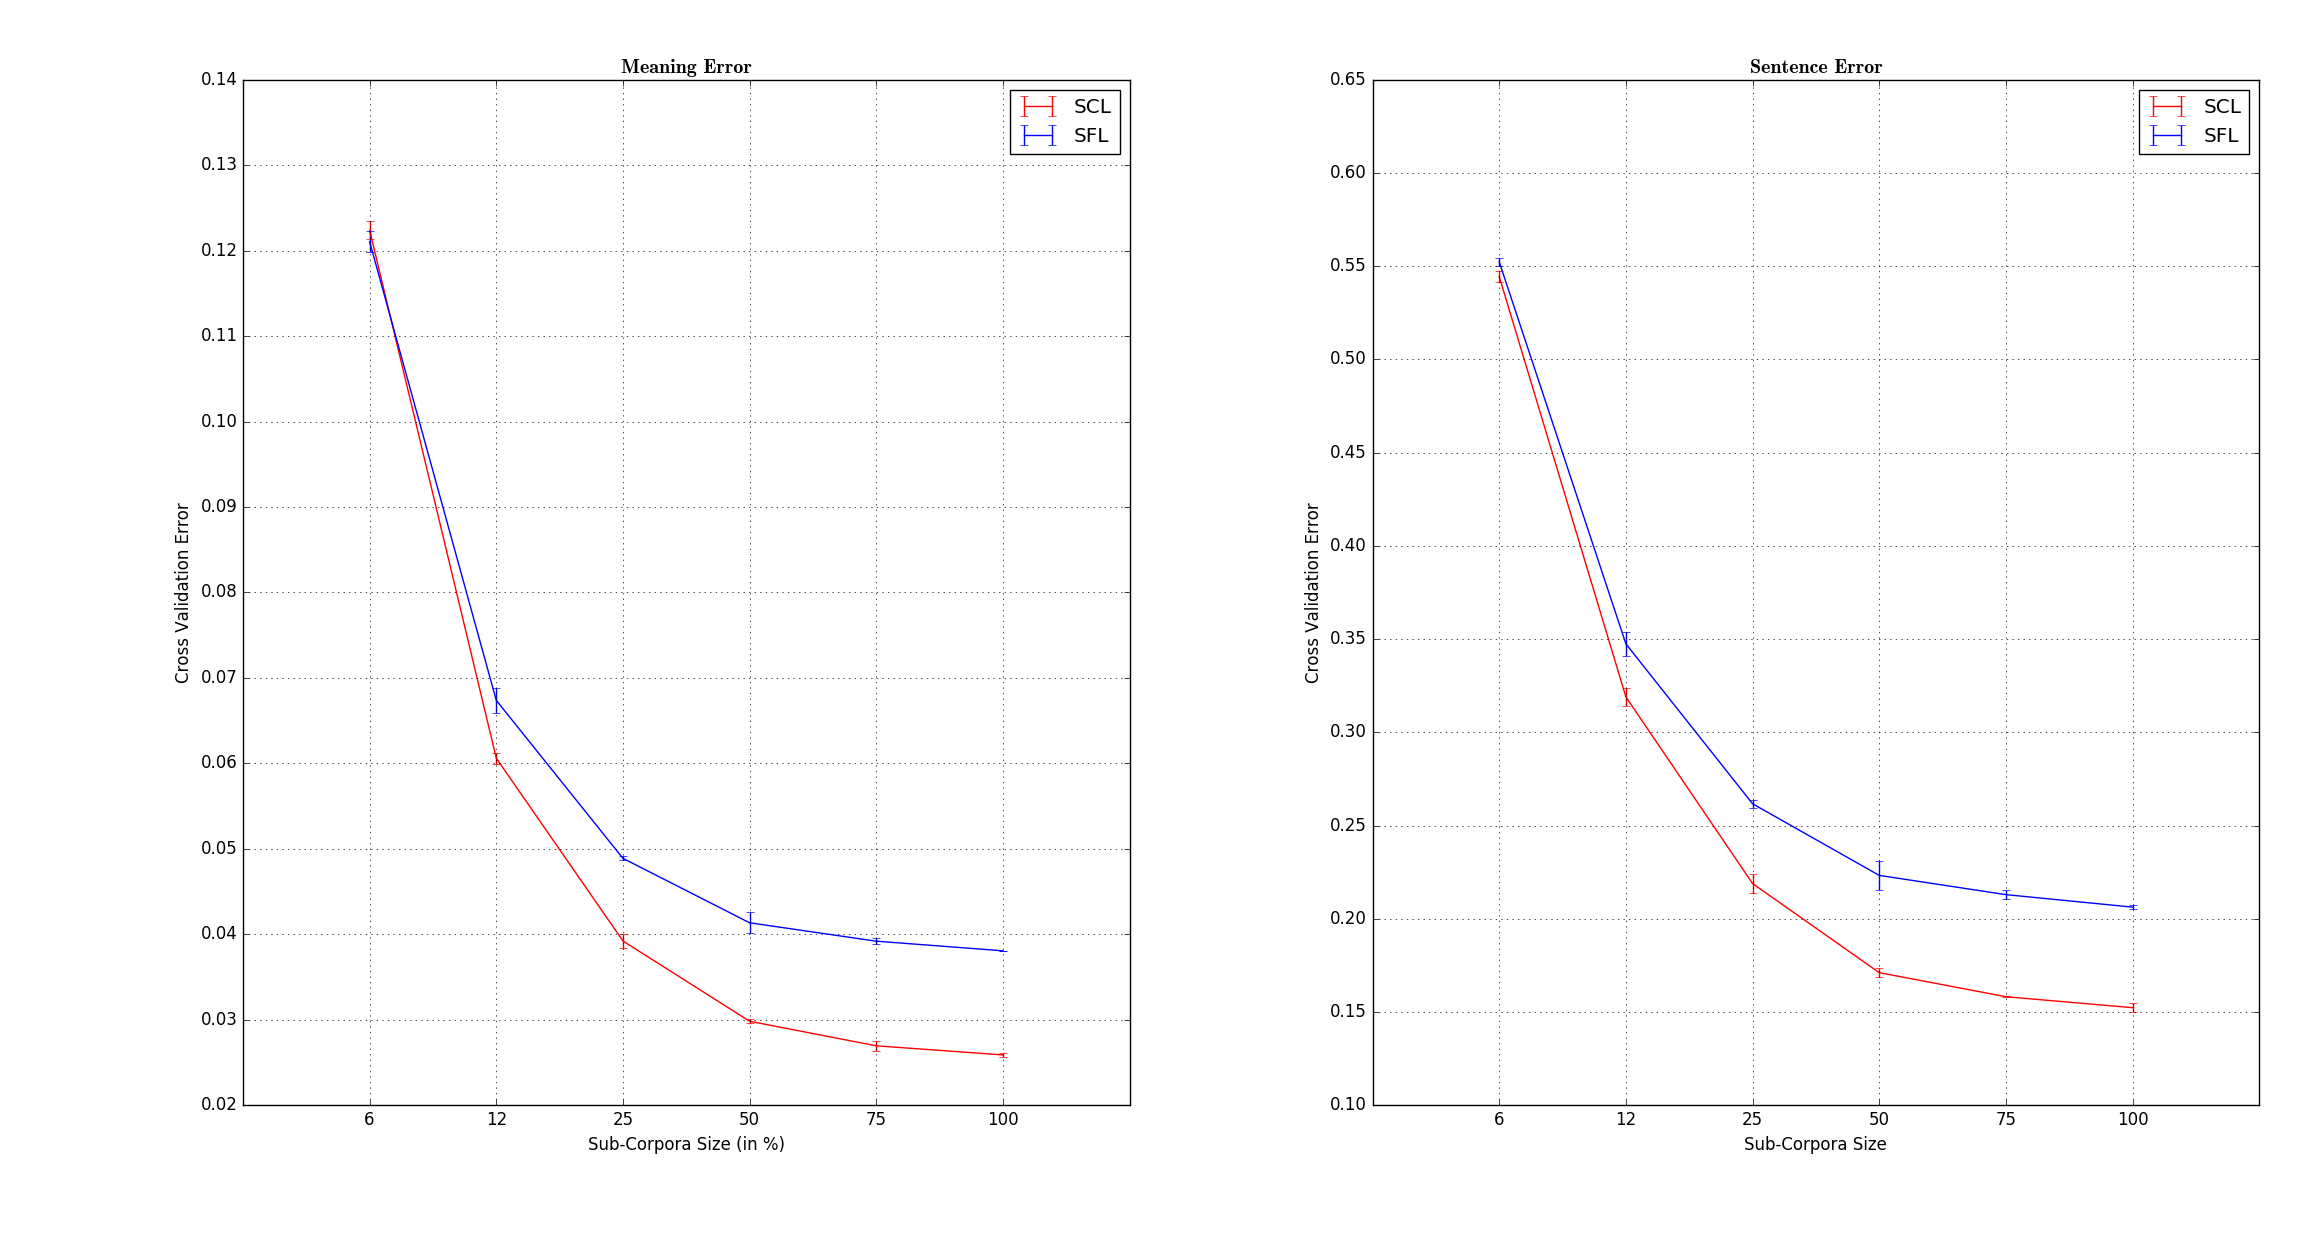 Meaning Error
0.14
0.13
0.12
0.11
0.10
0.09
0.08
0.07
0.06
0.05
0.04
0.03
0.02
Cross Validation Error
SCL
SFL
6 12 25 50 75 100
Sub-Corpora Size (in %)
Sentence Error
0.65
0.60
0.55
0.50
0.45
0.40
0.35
0.30
0.25
0.20
0.15
0.10
Cross Validation Error
SCL
SFL
6 12 25 50 75 100
Sub-Corpora Size